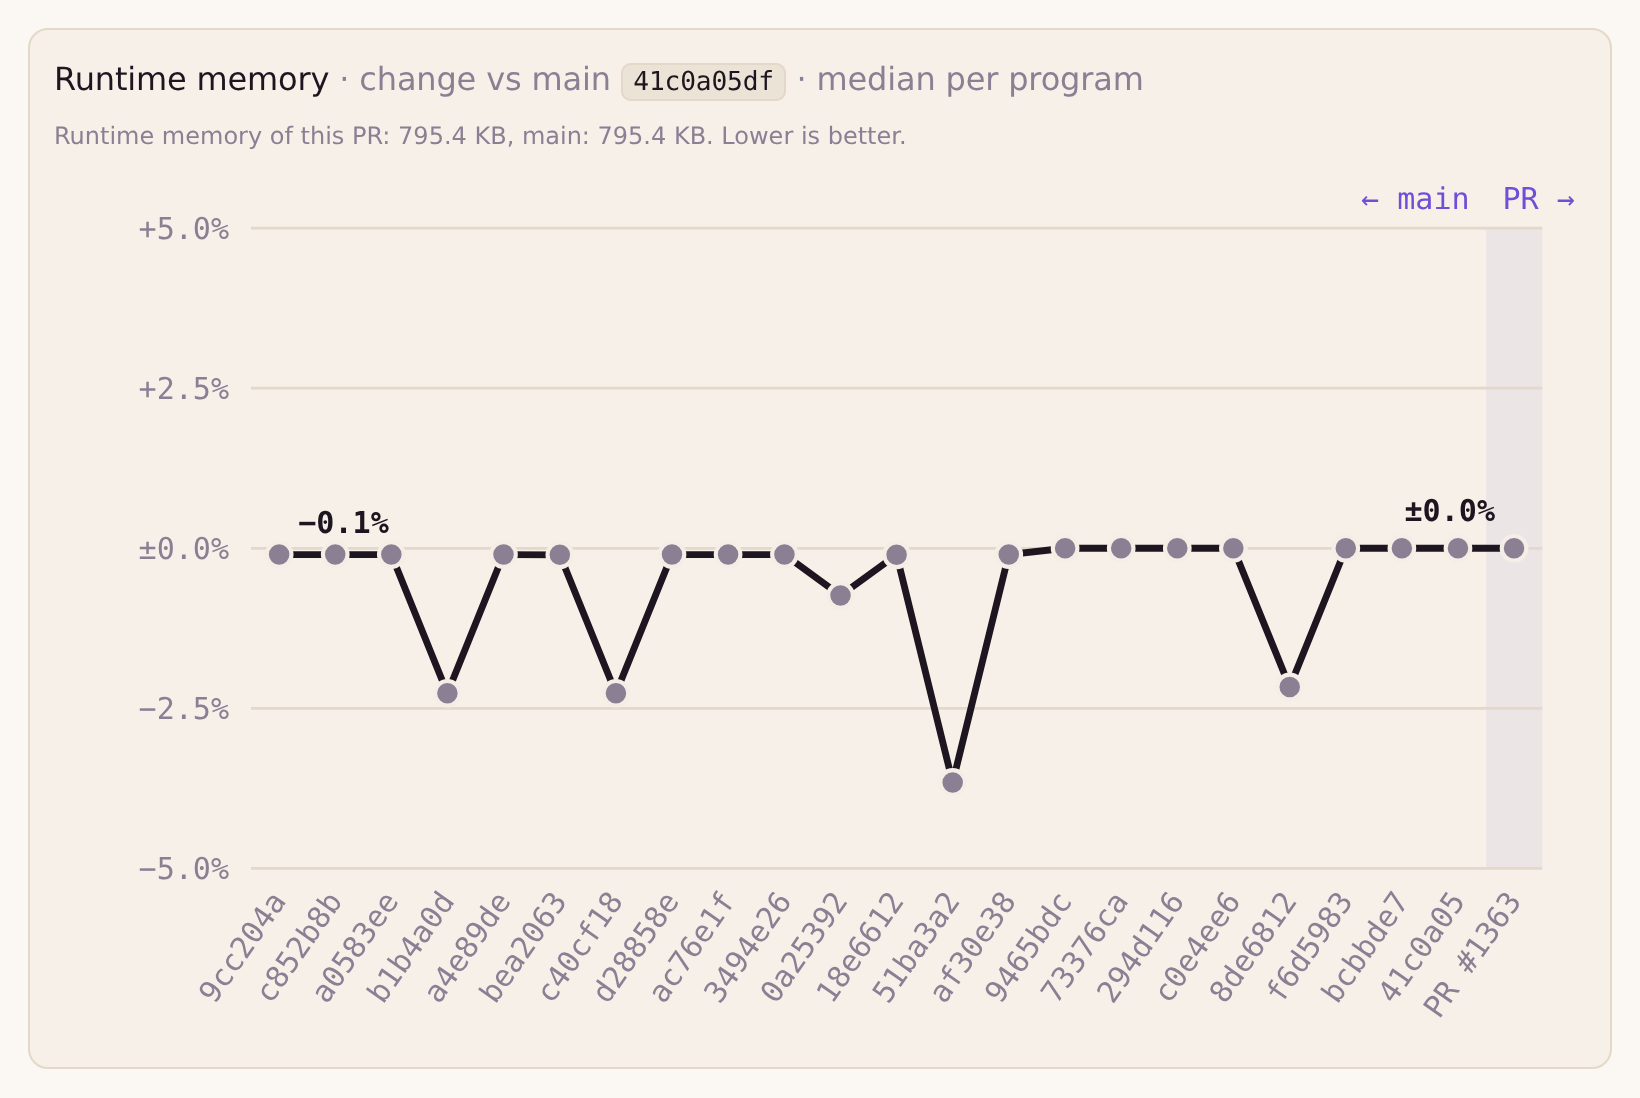 Runtime memory · change vs main 41c0a05df · median per program
Runtime memory of this PR: 795.4 KB, main: 795.4 KB. Lower is better.
← main PR →
+5.0%
+2.5%
±0.0%
−2.5%
−5.0%
−0.1%
±0.0%
9cc204a
c852b8b
a0583ee
b1b4a0d
a4e89de
bea2063
c40cf18
d28858e
ac76e1f
3494e26
0a25392
18e6612
51ba3a2
af30e38
9465bdc
73376ca
294d116
c0e4ee6
8de6812
f6d5983
bcbbde7
41c0a05
PR #1363